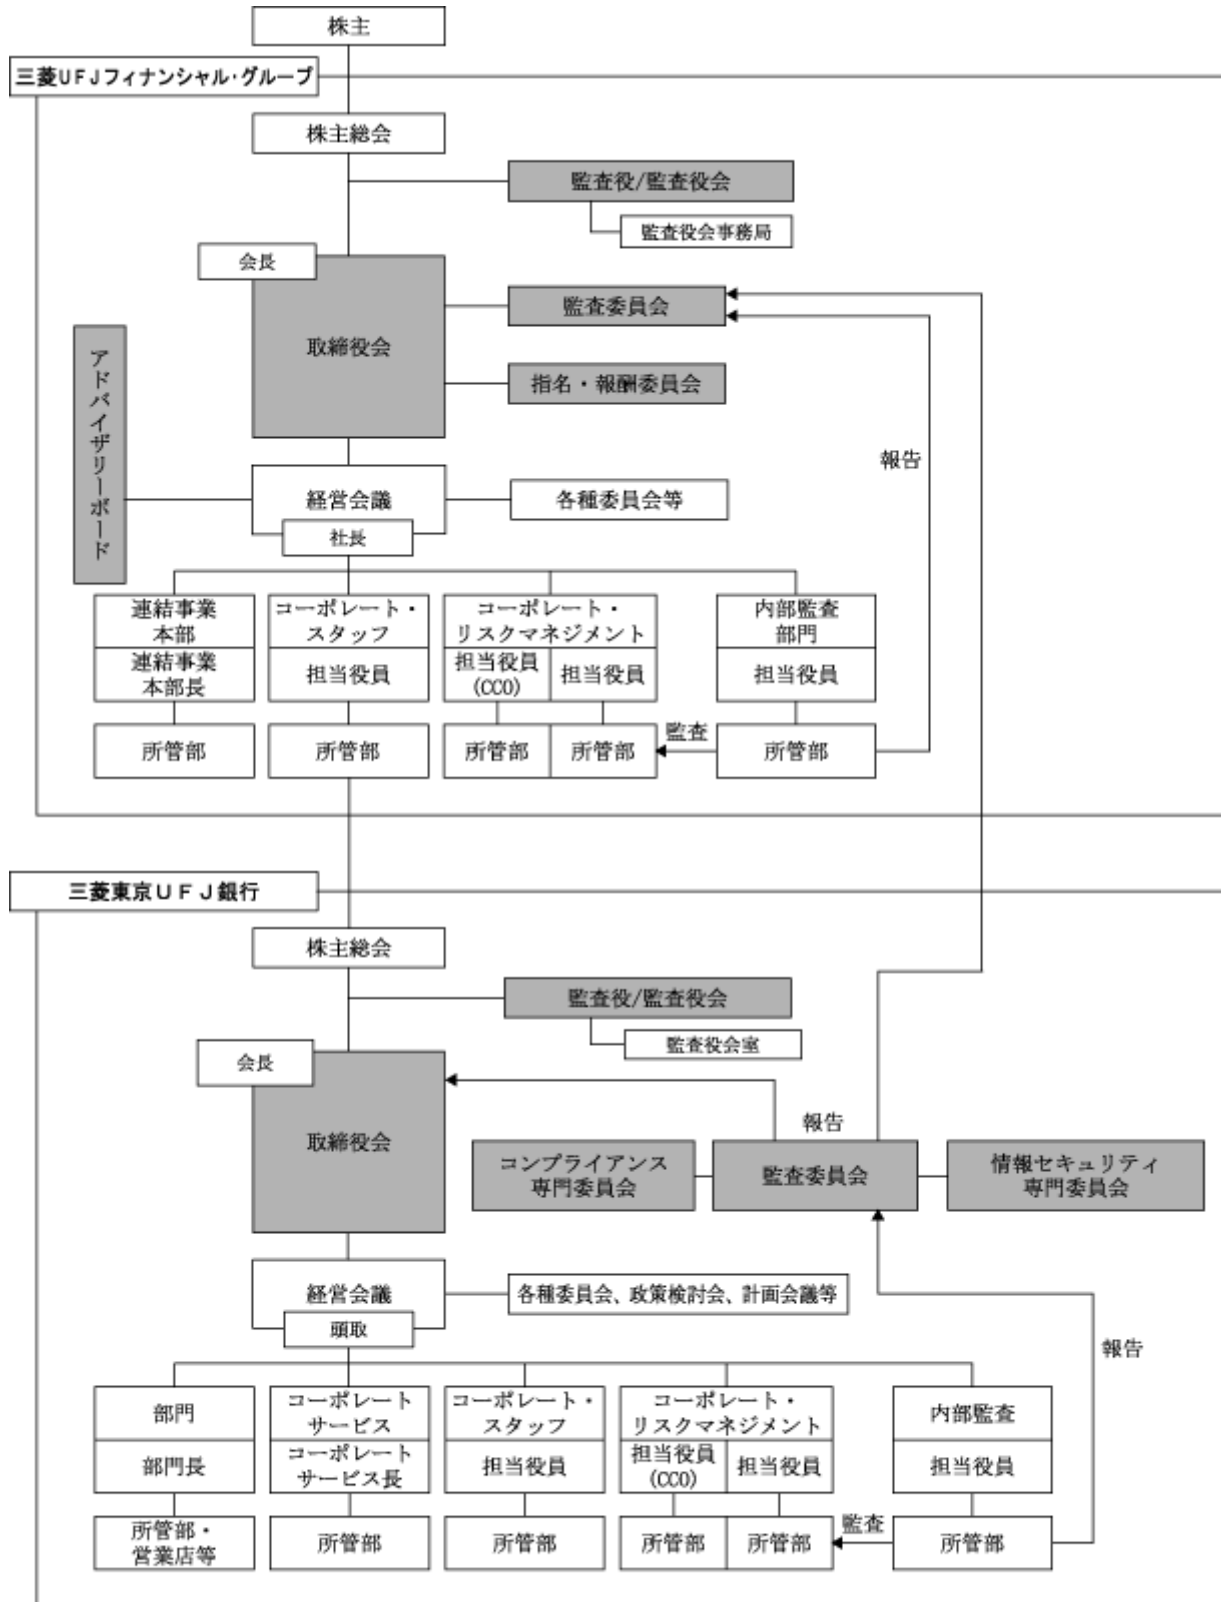 株主
三菱UFJフィナンシャル・グループ
株主総会
監査役/監査役会
監査役会事務局
会長
取締役会
監査委員会
指名・報酬委員会
アドバイザリーボード
報告
経営会議
社長
各種委員会等
連結事業
本部
連結事業
本部長
所管部
コーポレート・
スタッフ
担当役員
所管部
コーポレート・
リスクマネジメント
担当役員
(CCO)
担当役員
所管部
所管部
監査
内部監査
部門
担当役員
所管部
三菱東京UFJ銀行
株主総会
監査役/監査役会
監査役会室
会長
取締役会
報告
コンプライアンス
専門委員会
監査委員会
情報セキュリティ
専門委員会
経営会議
頭取
各種委員会、政策検討会、計画会議等
報告
部門
部門長
所管部・
営業店等
コーポレート
サービス
コーポレート
サービス長
所管部
コーポレート・
スタッフ
担当役員
所管部
コーポレート・
リスクマネジメント
担当役員
(CCO)
担当役員
所管部
所管部
監査
内部監査
担当役員
所管部